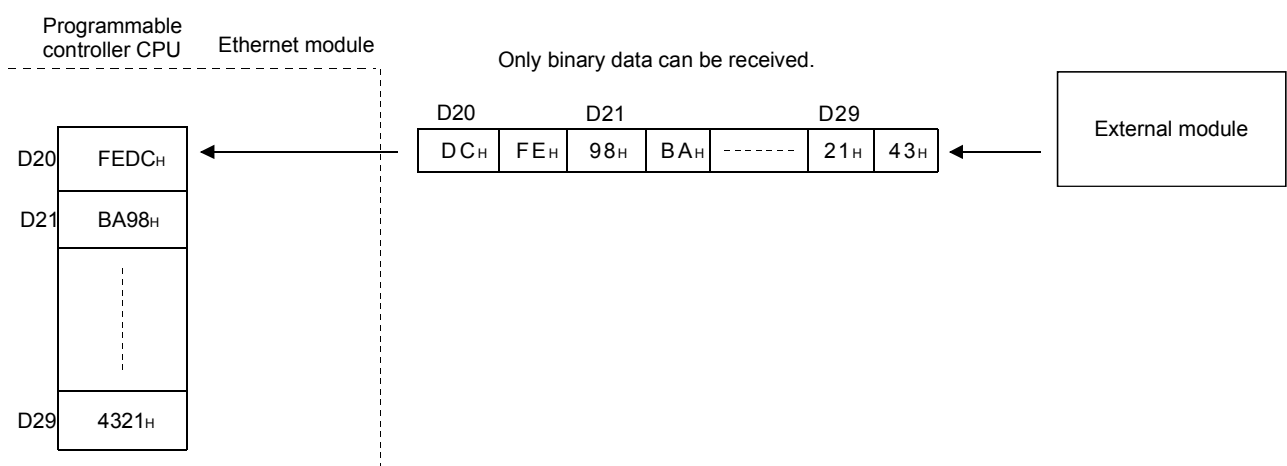 Programmable
controller CPU
Ethernet module
Only binary data can be received.
D20 D21 D29
DCH FEH 98H BAH 21H 43H
External module
D20 FEDCH
D21 BA98H
D29 4321H